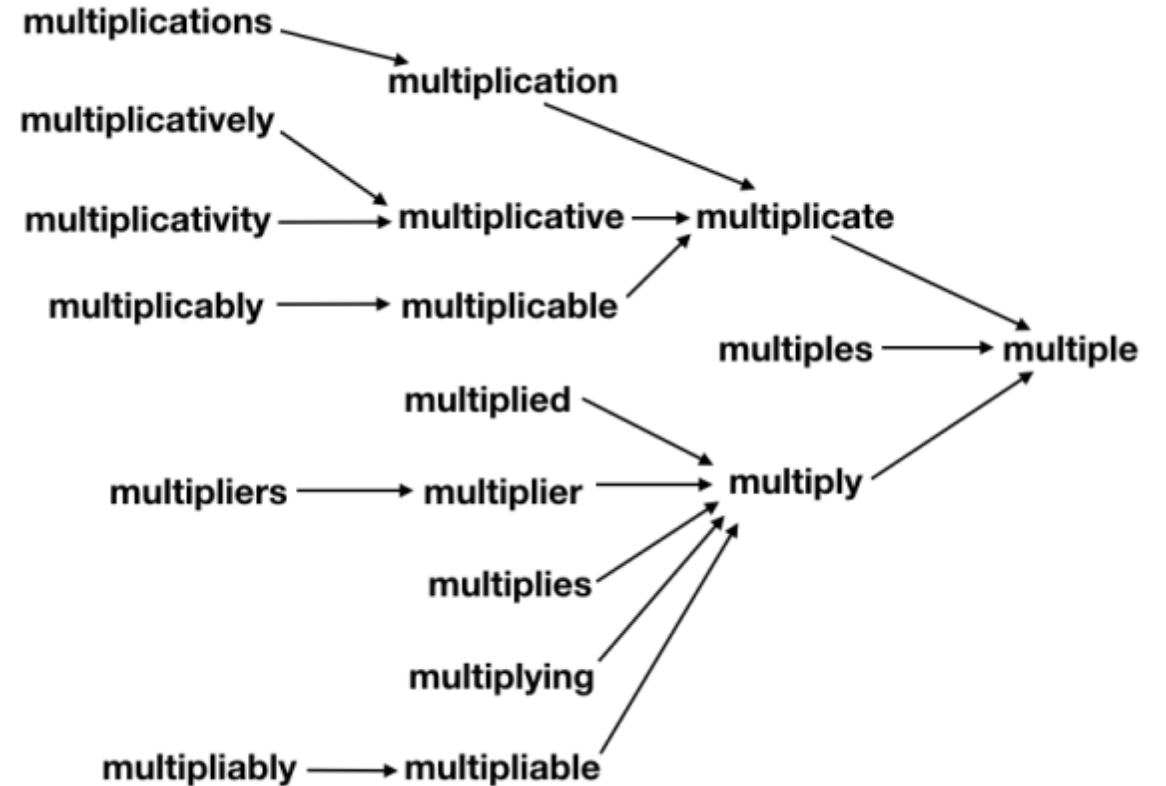 multiplications
multiplication
multiplicatively
multiplicativity multiplicative multiplicate
multiplicably multiplicable
multiples multiple
multiplied
multipliers multiplier multiply
multiplies
multiplying
multipliably multipliable